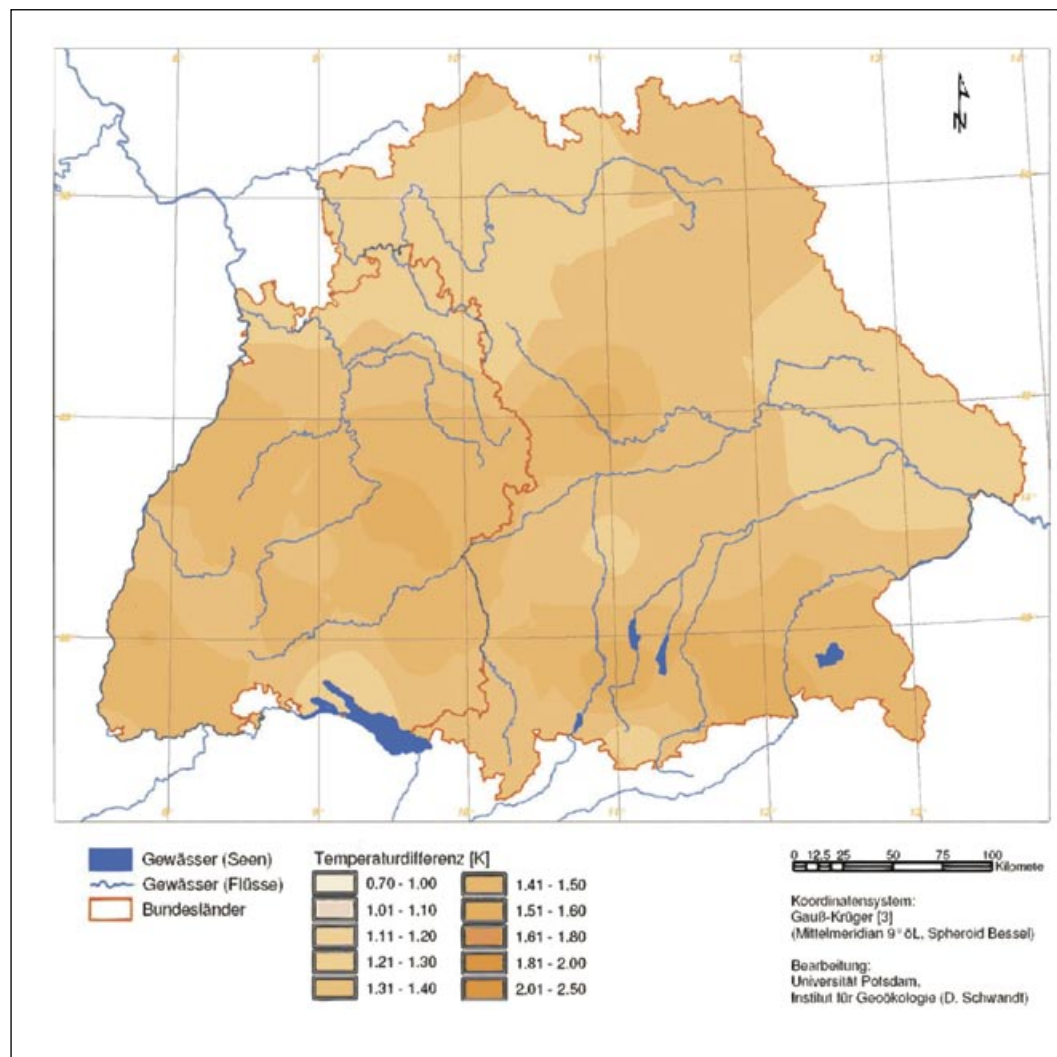 Gewässer (Seen)
Gewässer (Flüsse)
Bundesländer
Temperaturdifferenz [K]
0.70 - 1.00
1.01 - 1.10
1.11 - 1.20
1.21 - 1.30
1.31 - 1.40
1.41 - 1.50
1.51 - 1.60
1.61 - 1.80
1.81 - 2.00
2.01 - 2.50
0 12.5 25 50 75 100
Kilomete
Koordinatensystem:
Gauß-Krüger [3]
(Mittelmeridian 9° öL, Spheroid Bessel)
Bearbeitung:
Universität Potsdam,
Institut für Geoökologie (D. Schwandt)